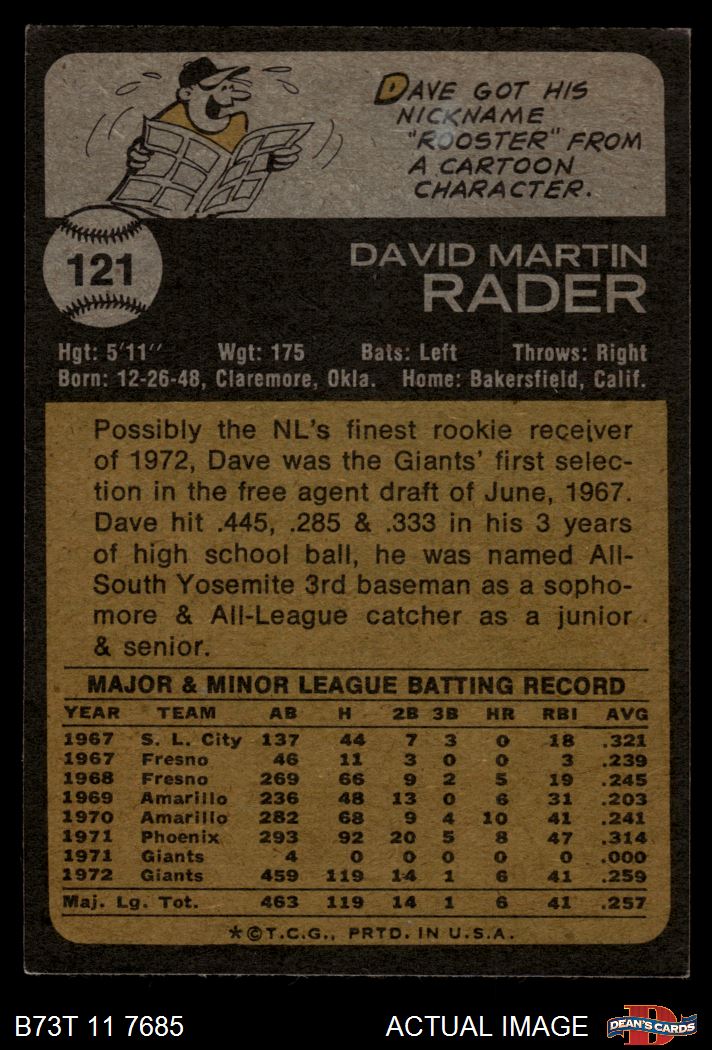 DAVE GOT HIS
NICKNAME
"ROOSTER" FROM
A CARTOON
CHARACTER.
121
DAVID MARTIN
RADER
Hgt: 5'11'' Wgt: 175 Bats: Left Throws: Right
Born: 12-26-48, Claremore, Okla. Home: Bakersfield, Calif.
Possibly the NL's finest rookie receiver
of 1972, Dave was the Giants' first selec-
tion in the free agent draft of June, 1967.
Dave hit .445, .285 & .333 in his 3 years
of high school ball, he was named All-
South Yosemite 3rd baseman as a sopho-
more & All-League catcher as a junior
& senior.
MAJOR & MINOR LEAGUE BATTING RECORD
YEAR TEAM AB H 2B 3B HR RBI AVG
1967 S. L. City 137 44 7 3 0 18 .321
1967 Fresno 46 11 3 0 0 3 .239
1968 Fresno 269 66 9 2 5 19 .245
1969 Amarillo 236 48 13 0 6 31 .203
1970 Amarillo 282 68 9 4 10 41 .241
1971 Phoenix 293 92 20 5 8 47 .314
1971 Giants 4 0 0 0 0 0 .000
1972 Giants 459 119 14 1 6 41 .259
Maj. Lg. Tot. 463 119 14 1 6 41 .257
*©T.C.G., PRTD. IN U.S.A.
B73T 11 7685 ACTUAL IMAGE D DEAN'S CARDS